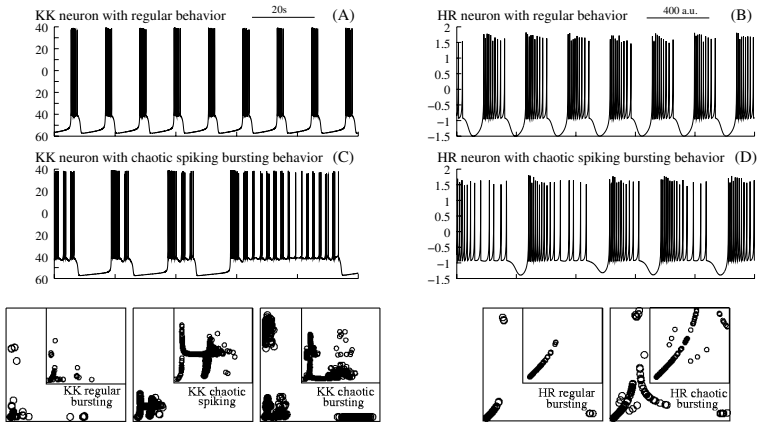 KK neuron with regular behavior
20s
(A)
40
20
0
20
40
60
HR neuron with regular behavior
400 a.u.
(B)
2
1.5
1
0.5
0
−0.5
−1
−1.5
KK neuron with chaotic spiking bursting behavior (C)
40
20
0
20
40
60
HR neuron with chaotic spiking bursting behavior (D)
2
1.5
1
0.5
0
−0.5
−1
−1.5
KK regular
bursting
KK chaotic
spiking
KK chaotic
bursting
HR regular
bursting
HR chaotic
bursting